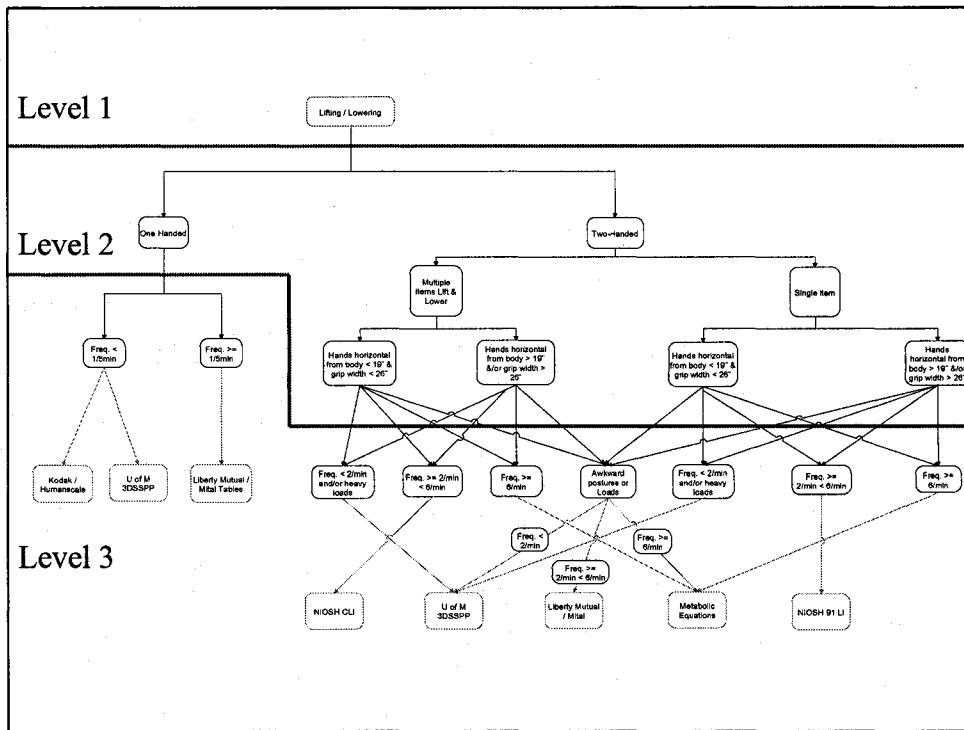 Level 1
Lifting / Lowering
Level 2
One Handed
Two-Handed
Multiple
Items Lift &
Lower
Single Item
Freq. <
1/5min
Freq. >=
1/5min
Hands horizontal
from body < 19" &
grip width < 26"
Hands horizontal
from body > 19"
&/or grip width >
26"
Hands horizontal
from body < 19" &
grip width < 26"
Hands
horizontal from
body > 19" &/or
grip width > 26"
Kodak /
Humanscale
U of M
3DSSPP
Liberty Mutual /
Mital Tables
Freq. < 2/min
and/or heavy
loads
Freq. >= 2/min
< 6/min
Freq. >=
6/min
Awkward
postures or
Loads
Freq. < 2/min
and/or heavy
loads
Freq. >=
2/min < 6/min
Freq. >=
6/min
Level 3
Freq. <
2/min
Freq. >=
2/min < 6/min
Freq. >=
6/min
NIOSH CLI
U of M
3DSSPP
Liberty Mutual
/ Mital
Metabolic
Equations
NIOSH 91 LI